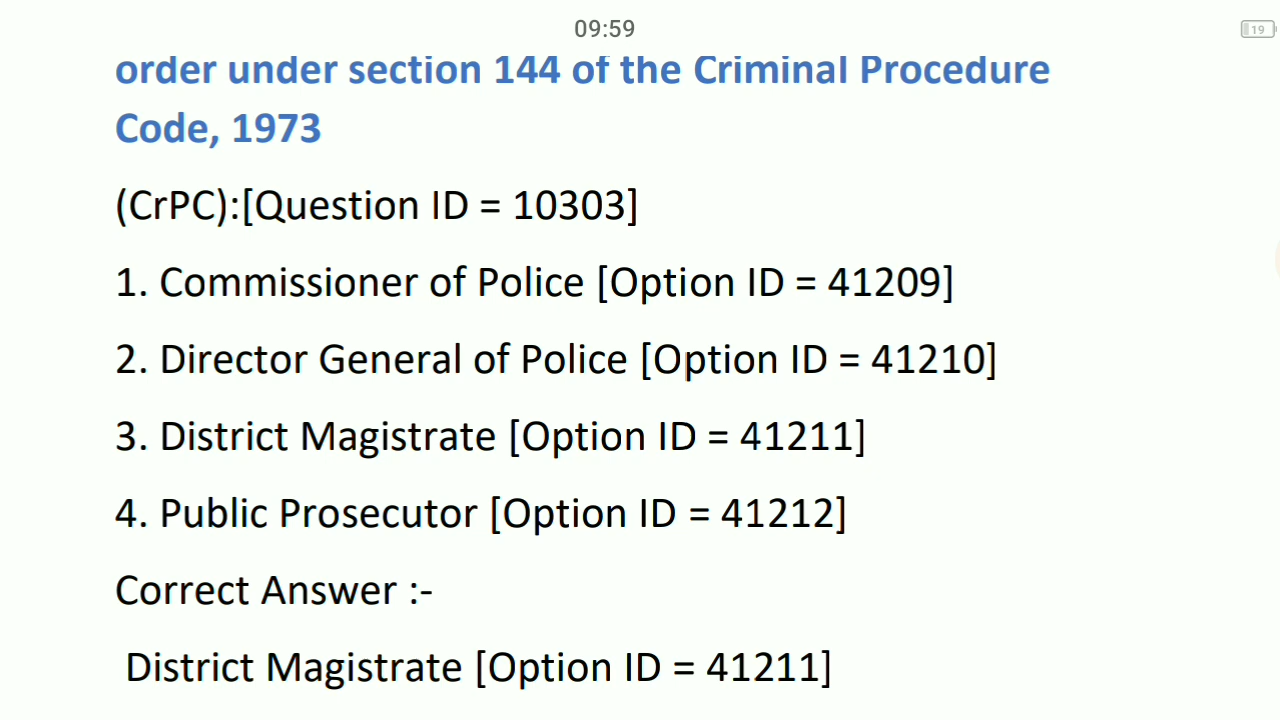 09:59
19
order under section 144 of the Criminal Procedure
Code, 1973
(CrPC):[Question ID = 10303]
1. Commissioner of Police [Option ID = 41209]
2. Director General of Police [Option ID = 41210]
3. District Magistrate [Option ID = 41211]
4. Public Prosecutor [Option ID = 41212]
Correct Answer :-
District Magistrate [Option ID = 41211]